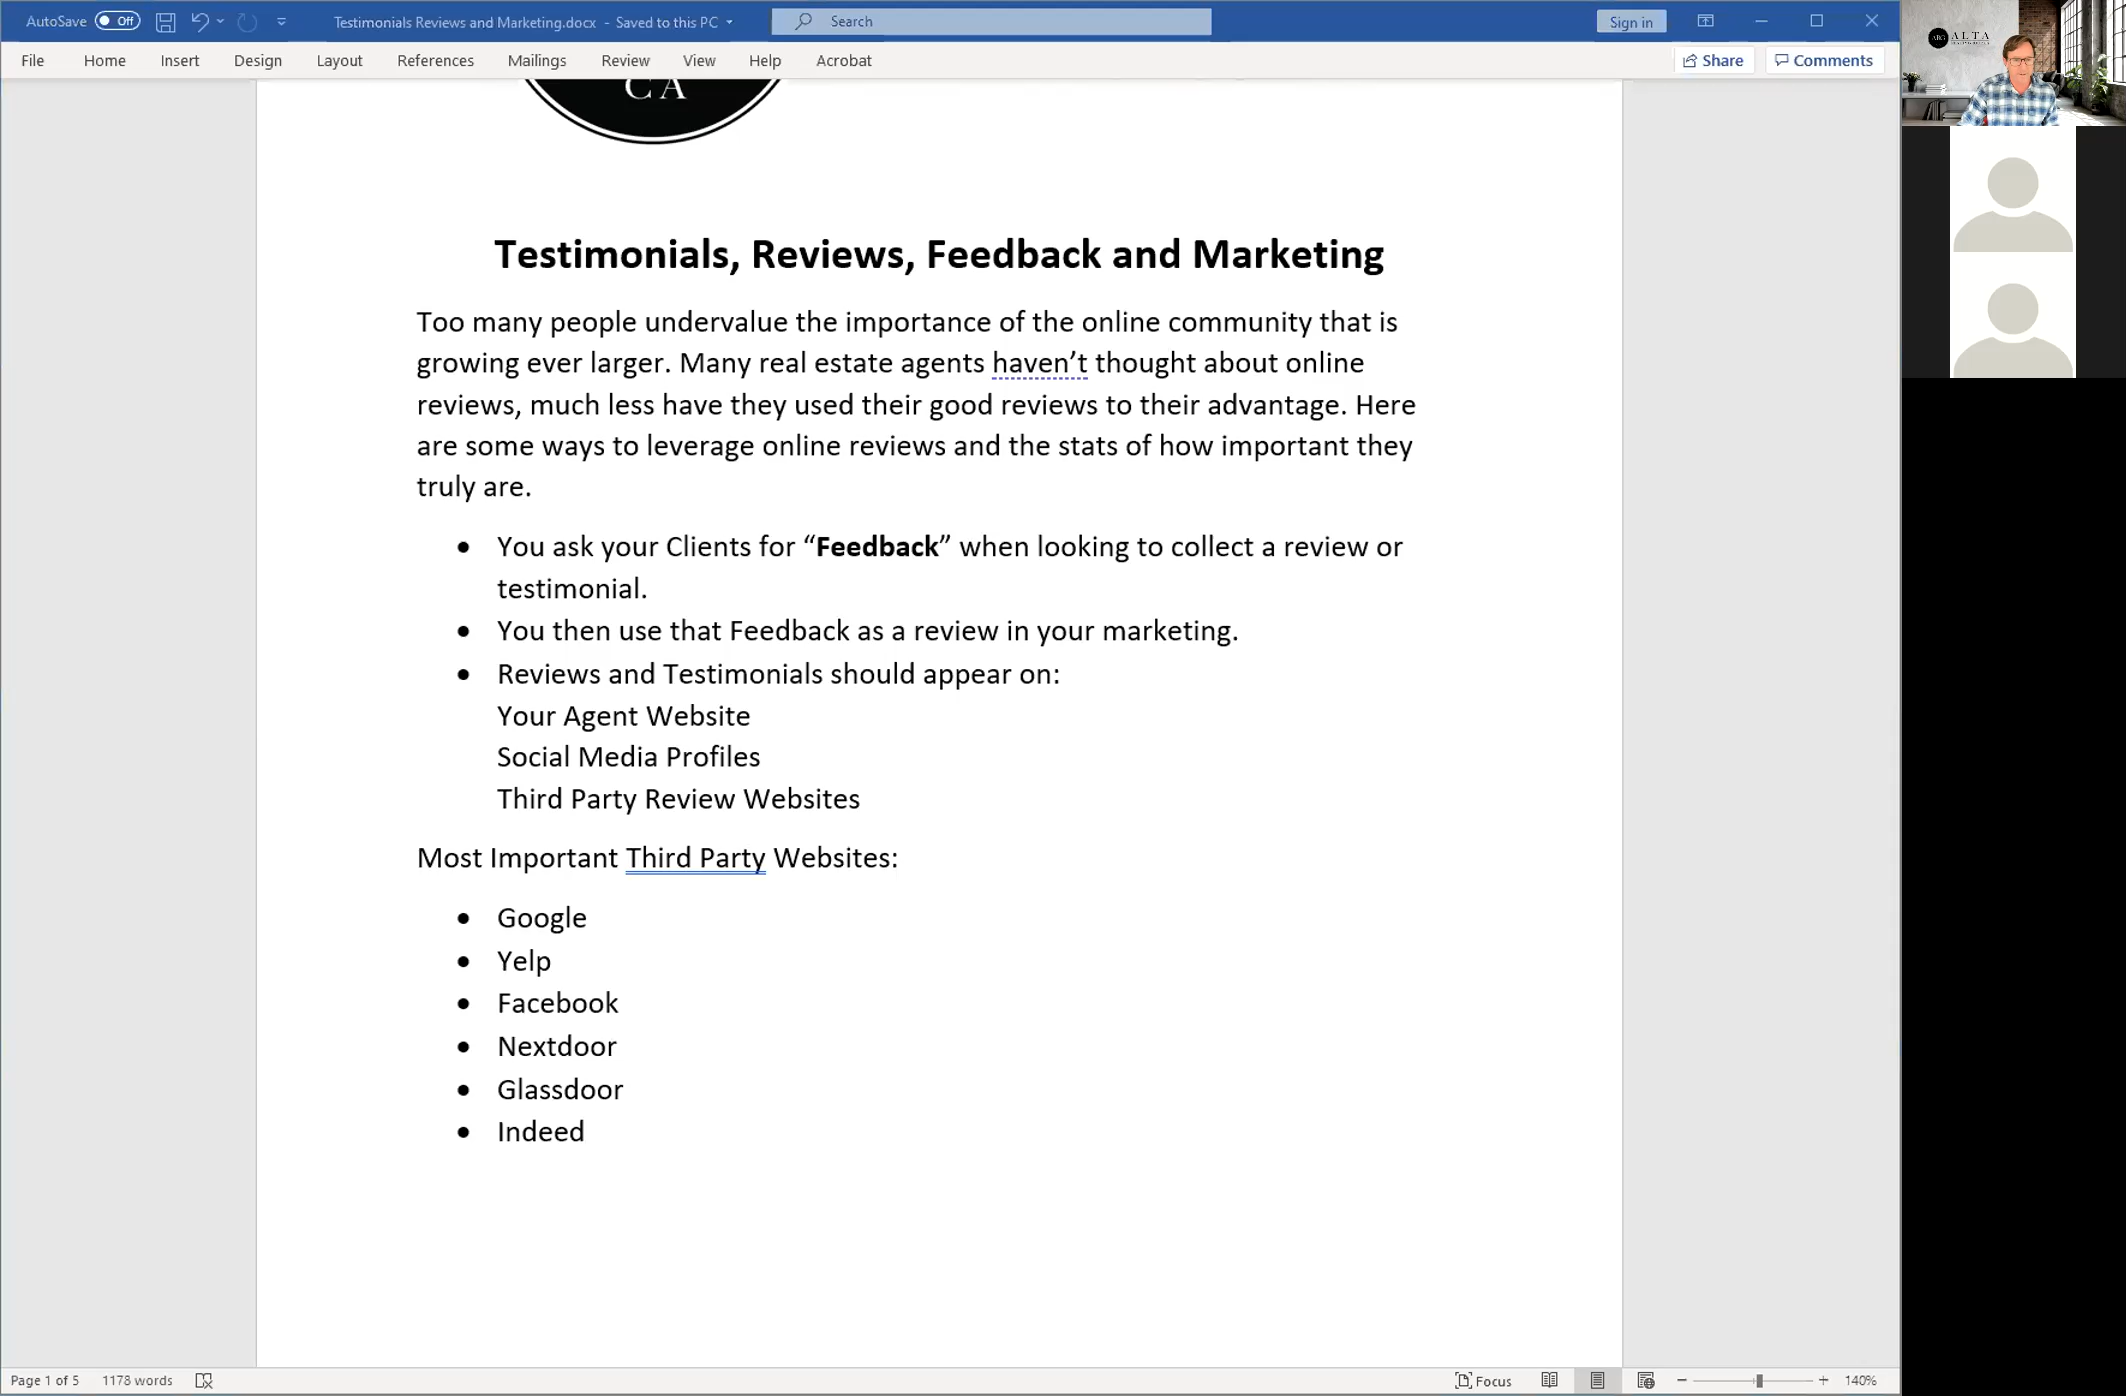 AutoSave Off Testimonials Reviews and Marketing.docx - Saved to this PC Search Sign in
File Home Insert Design Layout References Mailings Review View Help Acrobat Share Comments
CA
Testimonials, Reviews, Feedback and Marketing
Too many people undervalue the importance of the online community that is
growing ever larger. Many real estate agents haven’t thought about online
reviews, much less have they used their good reviews to their advantage. Here
are some ways to leverage online reviews and the stats of how important they
truly are.
• You ask your Clients for “Feedback” when looking to collect a review or
testimonial.
• You then use that Feedback as a review in your marketing.
• Reviews and Testimonials should appear on:
Your Agent Website
Social Media Profiles
Third Party Review Websites
Most Important Third Party Websites:
• Google
• Yelp
• Facebook
• Nextdoor
• Glassdoor
• Indeed
Page 1 of 5 1178 words Focus 140%
ARG ALTA